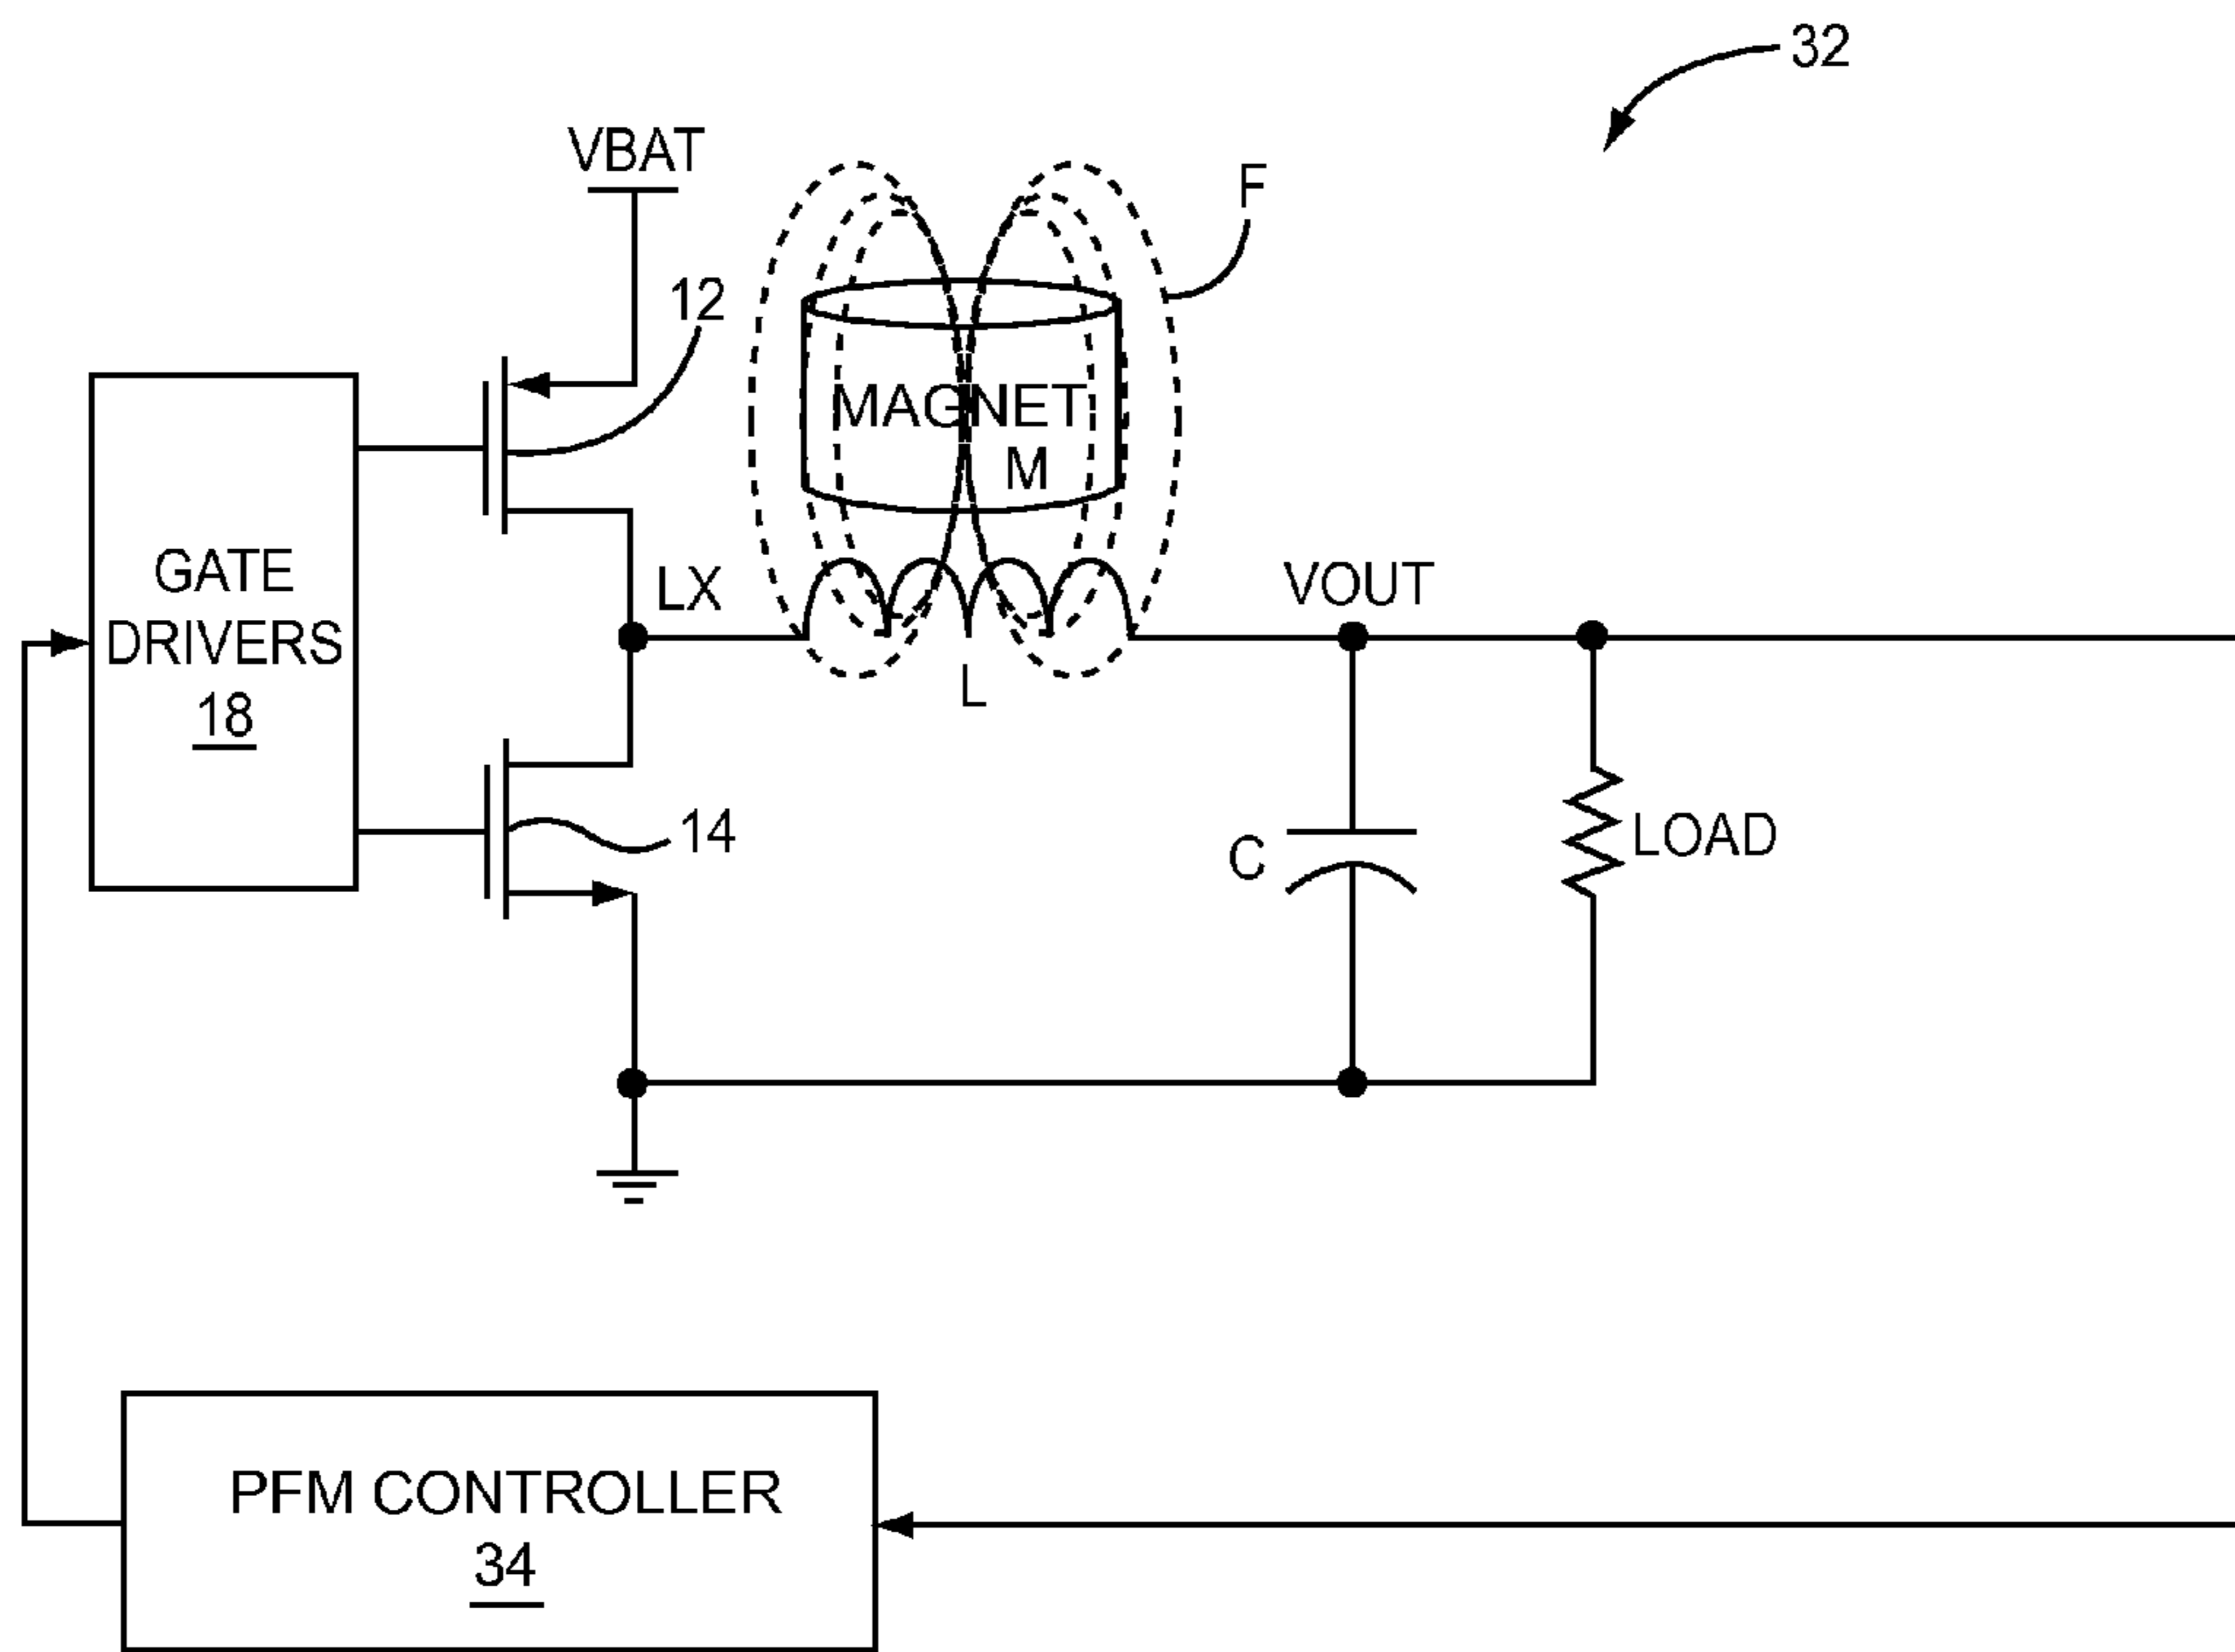 32
VBAT
F
12
MAGNET
M
GATE
DRIVERS
18
LX
VOUT
L
14
C
LOAD
PFM CONTROLLER
34